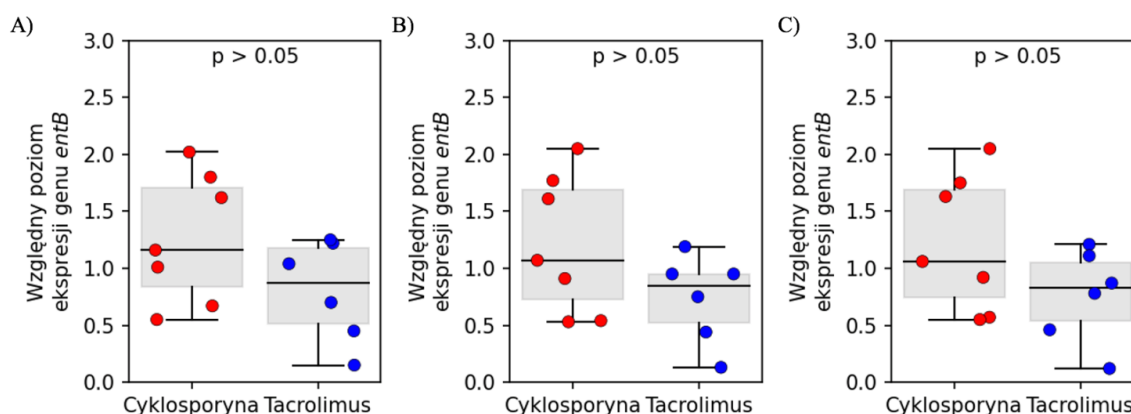 A)
3.0
p > 0.05
2.5
2.0
1.5
1.0
0.5
0.0
Względny poziom
ekspresji genu entB
Cyklosporyna Tacrolimus
B)
3.0
p > 0.05
2.5
2.0
1.5
1.0
0.5
0.0
Względny poziom
ekspresji genu entB
Cyklosporyna Tacrolimus
C)
3.0
p > 0.05
2.5
2.0
1.5
1.0
0.5
0.0
Względny poziom
ekspresji genu entB
Cyklosporyna Tacrolimus